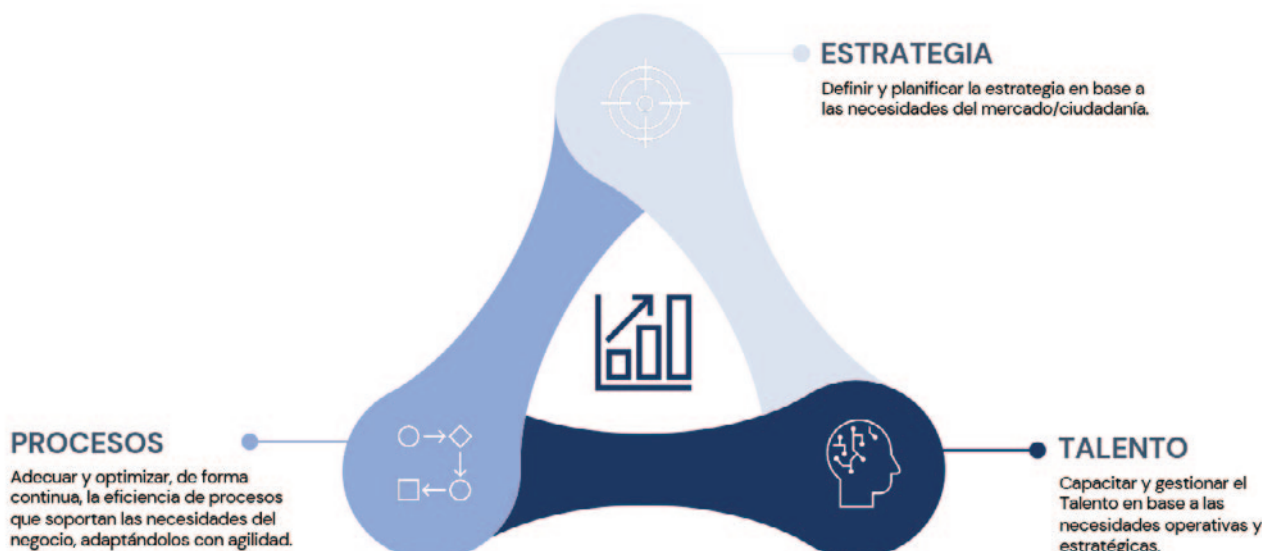 ESTRATEGIA
Definir y planificar la estrategia en base a
las necesidades del mercado/ciudadanía.
PROCESOS
Adecuar y optimizar, de forma
continua, la eficiencia de procesos
que soportan las necesidades del
negocio, adaptándolos con agilidad.
TALENTO
Capacitar y gestionar el
Talento en base a las
necesidades operativas y
estratégicas.